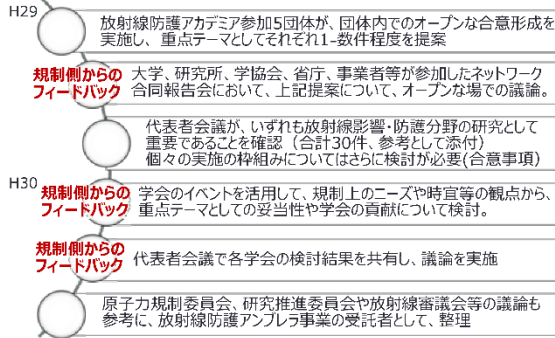 H29
放射線防護アカデミア参加5団体が、団体内でのオープンな合意形成を
実施し、重点テーマとしてそれぞれ1-数件程度を提案
規制側からの
フィードバック
大学、研究所、学協会、省庁、事業者等が参加したネットワーク
合同報告会において、上記提案について、オープンな場での議論。
代表者会議が、いずれも放射線影響・防護分野の研究として
重要であることを確認（合計30件、参考として添付）
個々の実施の枠組みについてはさらに検討が必要(合意事項)
H30
規制側からの
フィードバック
学会のイベントを活用して、規制上のニーズや時宜等の観点から、
重点テーマとしての妥当性や学会の貢献について検討。
規制側からの
フィードバック
代表者会議で各学会の検討結果を共有し、議論を実施
原子力規制委員会、研究推進委員会や放射線審議会等の議論も
参考に、放射線防護アンブレラ事業の受託者として、整理